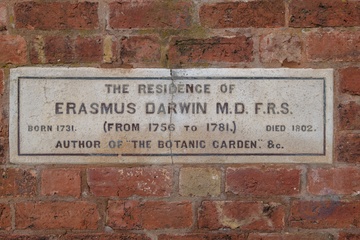 THE RESIDENCE OF
ERASMUS DARWIN M.D. F.R.S.
BORN 1731. (FROM 1756 TO 1781.) DIED 1802.
AUTHOR OF "THE BOTANIC GARDEN", &c.